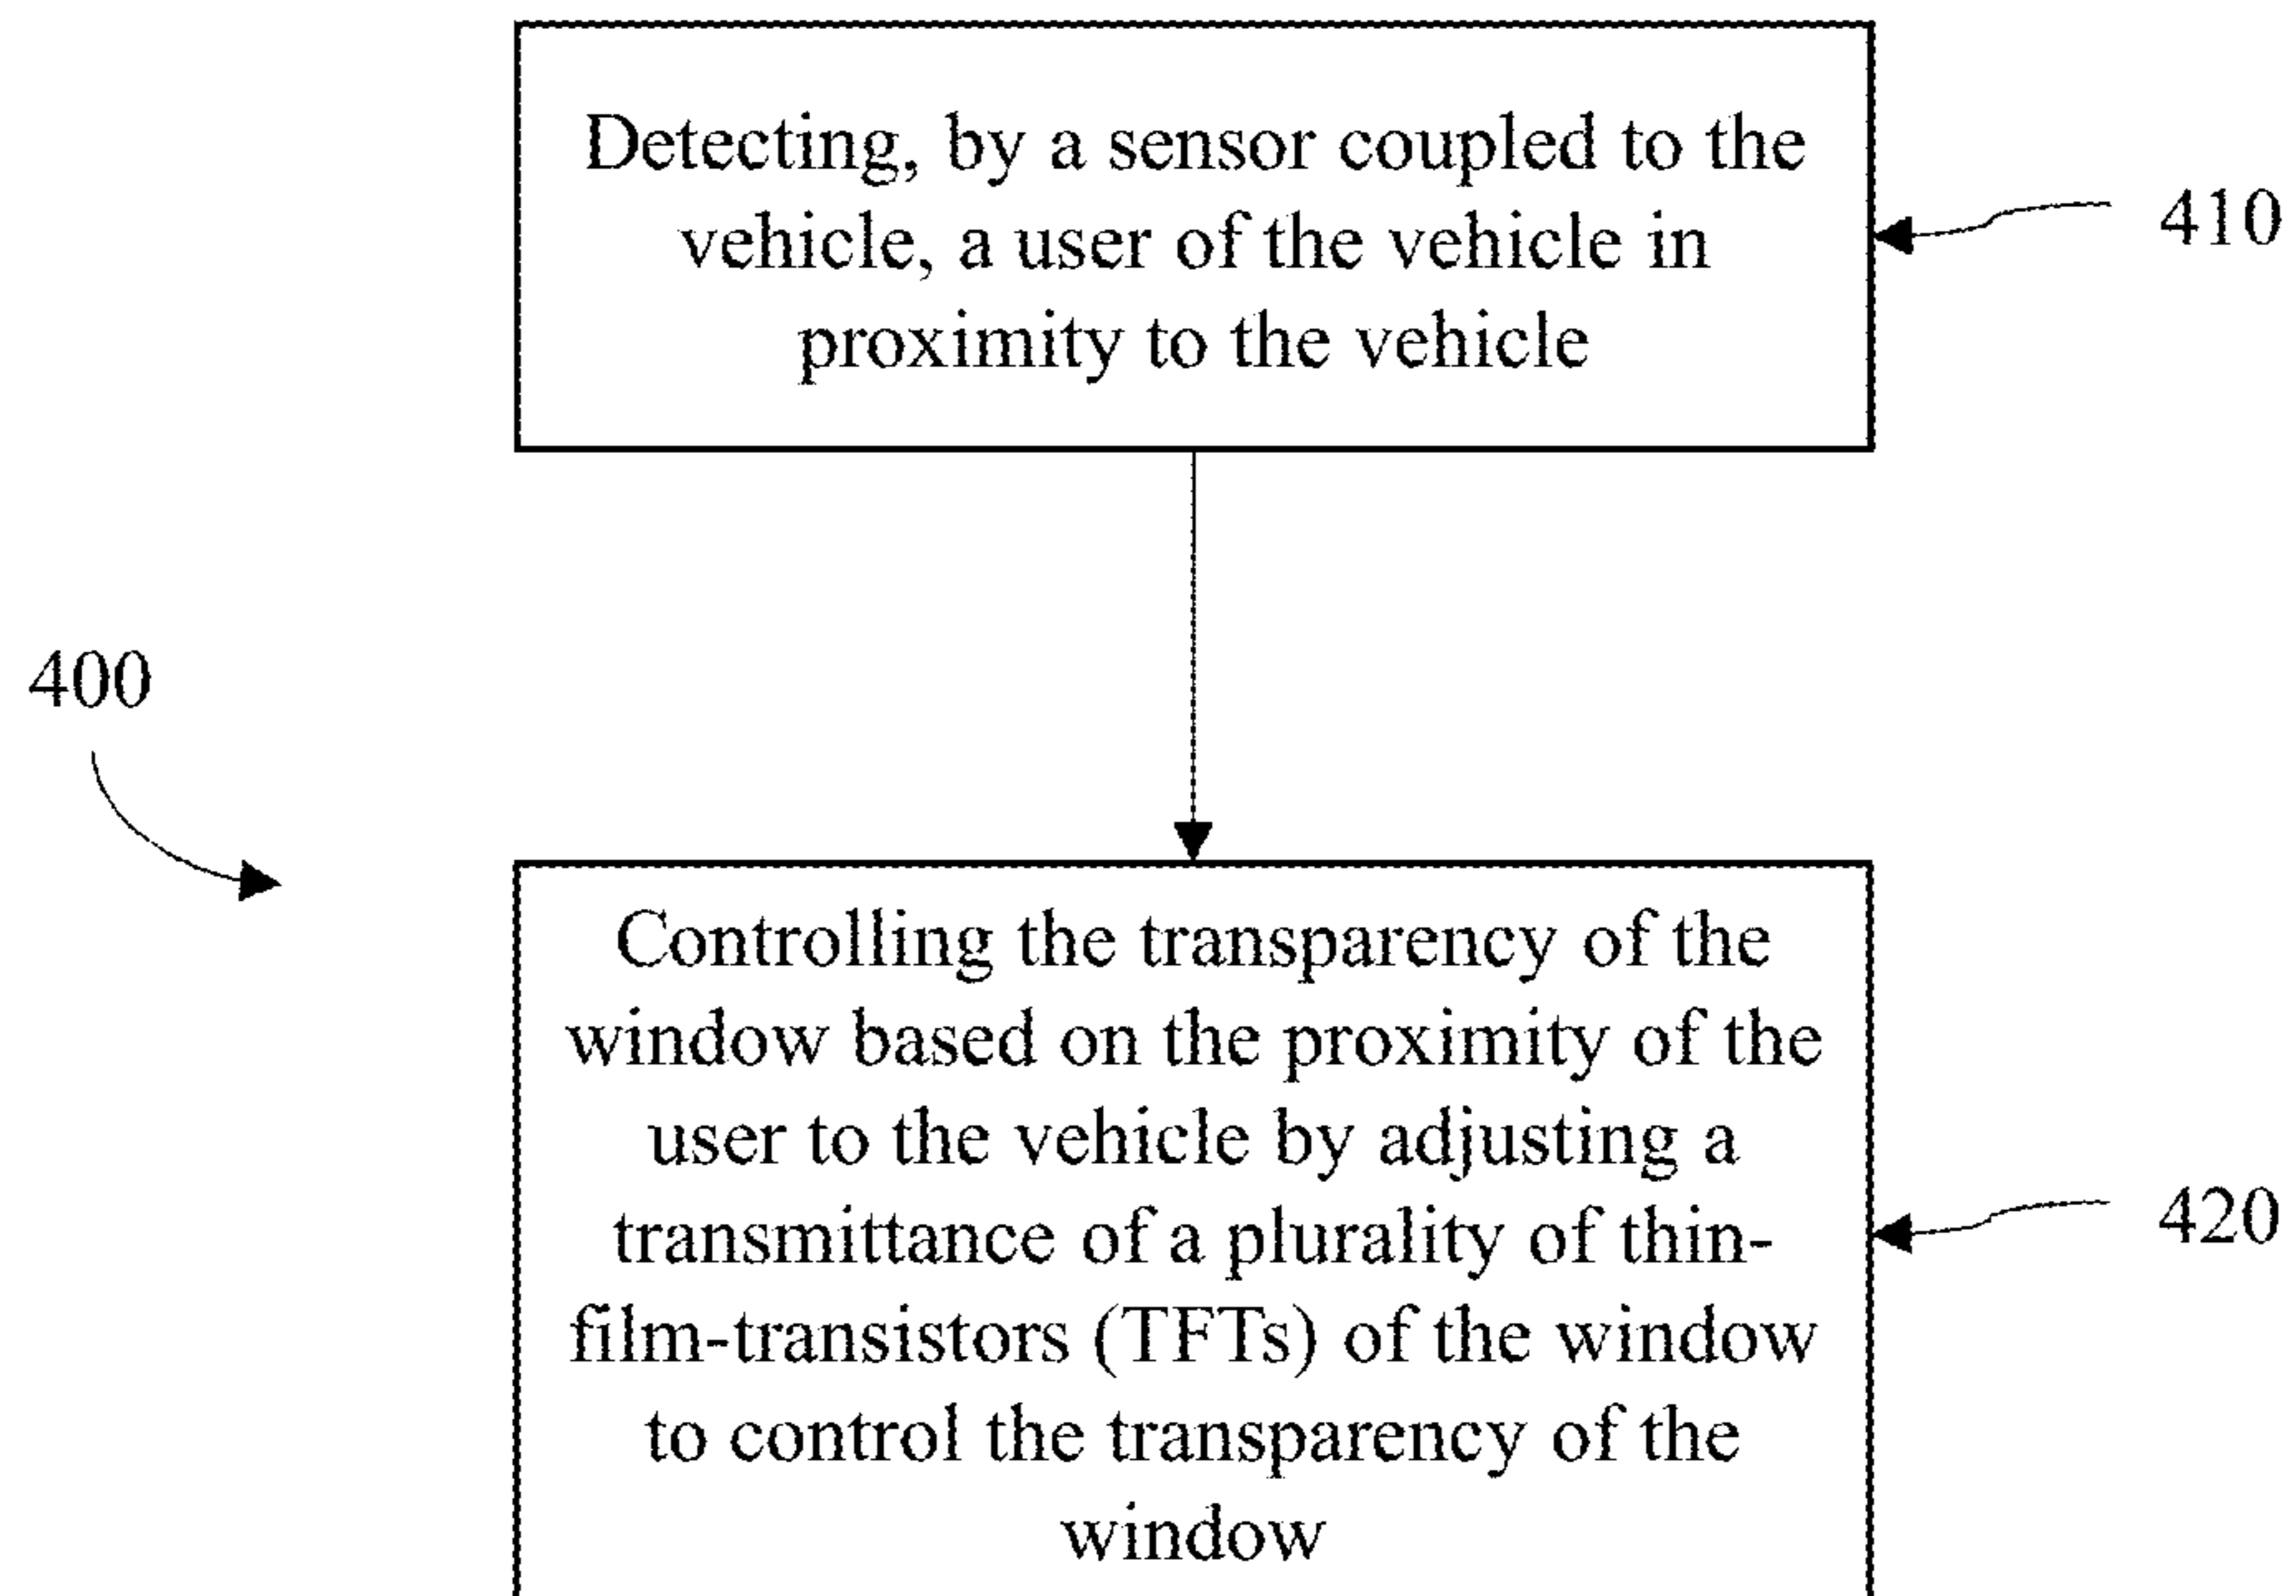 Detecting, by a sensor coupled to the
vehicle, a user of the vehicle in
proximity to the vehicle
410
400
Controlling the transparency of the
window based on the proximity of the
user to the vehicle by adjusting a
transmittance of a plurality of thin-
film-transistors (TFTs) of the window
to control the transparency of the
window
420